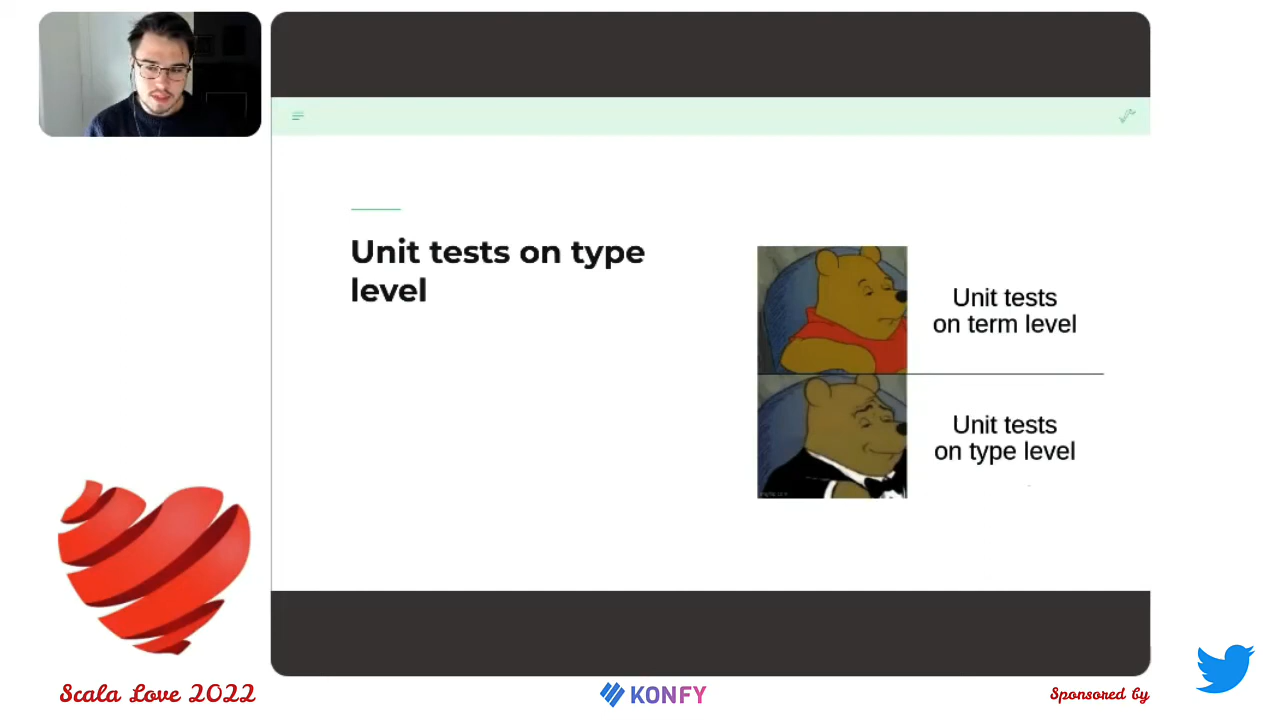 Unit tests on type
level
Unit tests
on term level
Unit tests
on type level
Scala Love 2022
KONFY
Sponsored by